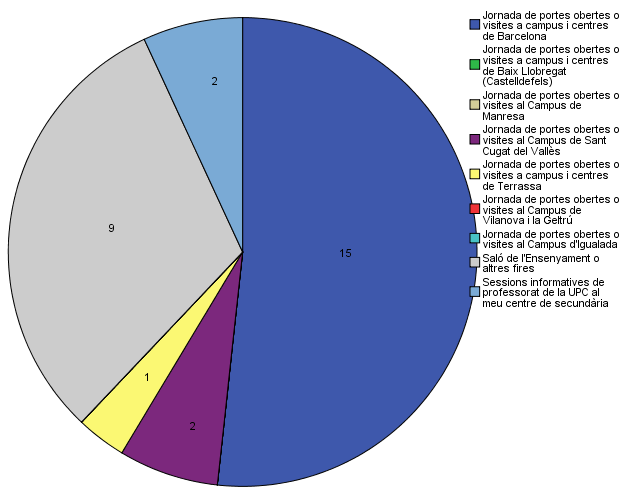 Jornada de portes obertes o
visites a campus i centres
de Barcelona
Jornada de portes obertes o
visites a campus i centres
de Baix Llobregat
(Castelldefels)
Jornada de portes obertes o
visites al Campus de
Manresa
Jornada de portes obertes o
visites al Campus de Sant
Cugat del Vallès
Jornada de portes obertes o
visites a campus i centres
de Terrassa
Jornada de portes obertes o
visites al Campus de
Vilanova i la Geltrú
Jornada de portes obertes o
visites al Campus d'Igualada
Saló de l'Ensenyament o
altres fires
Sessions informatives de
professorat de la UPC al
meu centre de secundària
2
9
15
1
2